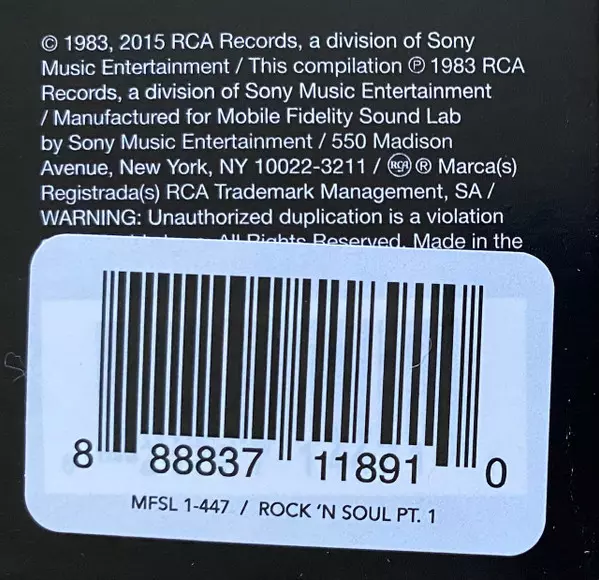 © 1983, 2015 RCA Records, a division of Sony
Music Entertainment / This compilation ℗ 1983 RCA
Records, a division of Sony Music Entertainment
/ Manufactured for Mobile Fidelity Sound Lab
by Sony Music Entertainment / 550 Madison
Avenue, New York, NY 10022-3211 / RCA ® Marca(s)
Registrada(s) RCA Trademark Management, SA /
WARNING: Unauthorized duplication is a violation
All Rights Reserved. Made in the
8 88837 11891 0
MFSL 1-447 / ROCK 'N SOUL PT. 1